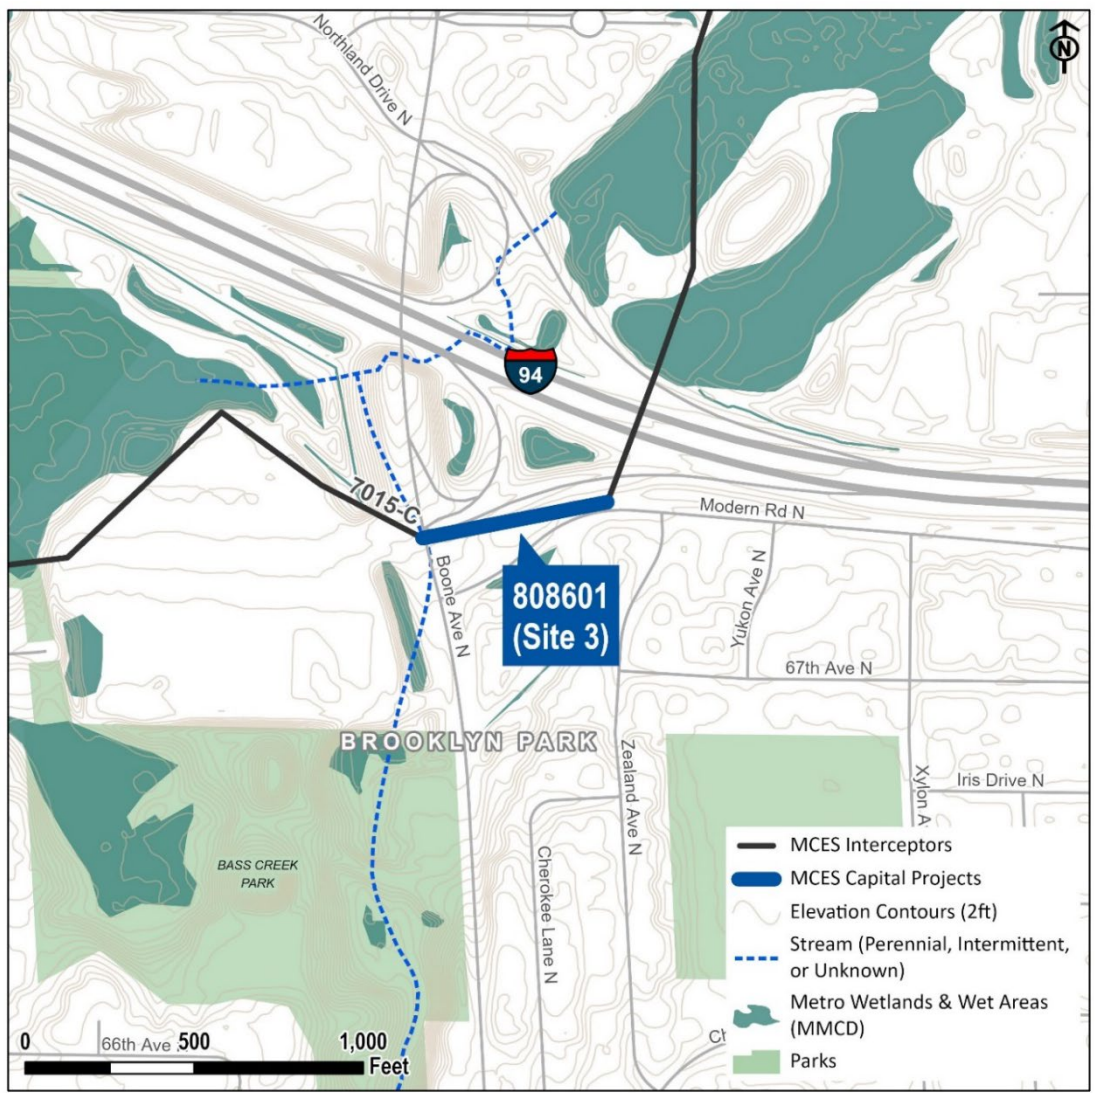 Northland Drive N
N
94
7015-C
Modern Rd N
808601
(Site 3)
Boone Ave N
Yukon Ave N
67th Ave N
BROOKLYN PARK
Zealand Ave N
Xylon A
Iris Drive N
BASS CREEK
PARK
Cherokee Lane N
MCES Interceptors
MCES Capital Projects
Elevation Contours (2ft)
Stream (Perennial, Intermittent,
or Unknown)
Metro Wetlands & Wet Areas
(MMCD)
Parks
Ch
66th Ave N
0 500 1,000
Feet